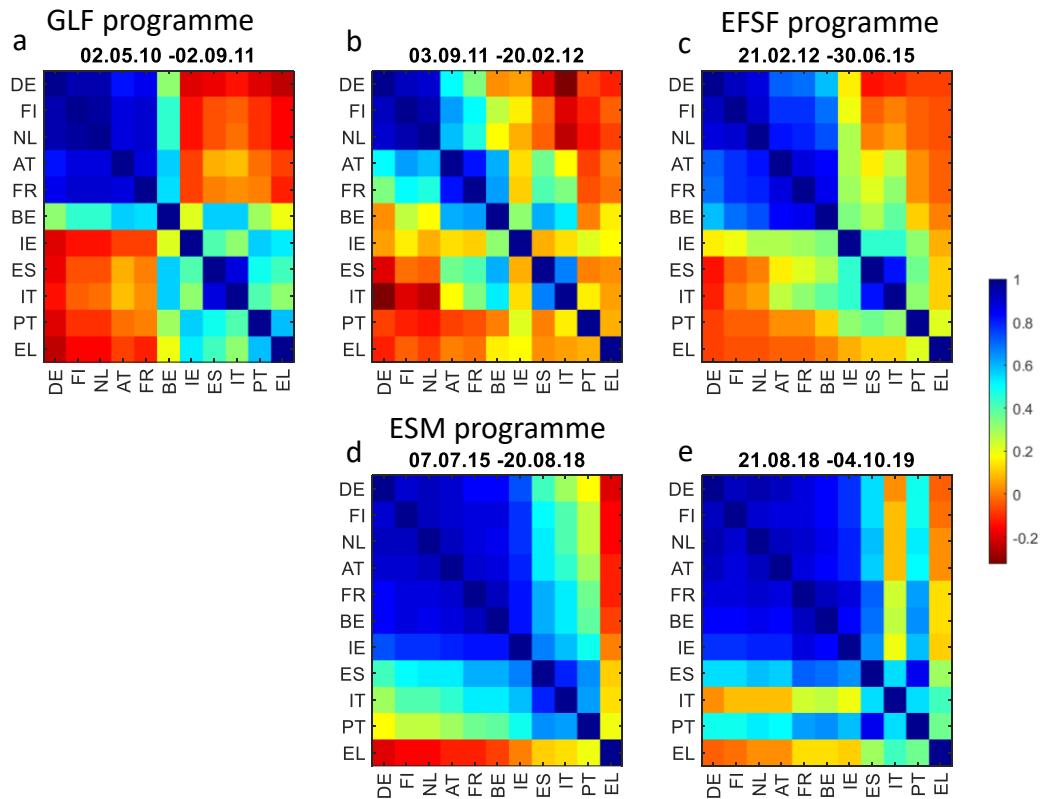 GLF programme
EFSF programme
a
b
c
02.05.10 -02.09.11
03.09.11 -20.02.12
21.02.12 -30.06.15
DE
FI
NL
AT
FR
BE
IE
ES
IT
PT
EL
DE FI NL AT FR BE IE ES IT PT EL
DE
FI
NL
AT
FR
BE
IE
ES
IT
PT
EL
DE FI NL AT FR BE IE ES IT PT EL
DE
FI
NL
AT
FR
BE
IE
ES
IT
PT
EL
DE FI NL AT FR BE IE ES IT PT EL
ESM programme
d
e
07.07.15 -20.08.18
21.08.18 -04.10.19
DE
FI
NL
AT
FR
BE
IE
ES
IT
PT
EL
DE FI NL AT FR BE IE ES IT PT EL
DE
FI
NL
AT
FR
BE
IE
ES
IT
PT
EL
DE FI NL AT FR BE IE ES IT PT EL
1
0.8
0.6
0.4
0.2
0
-0.2